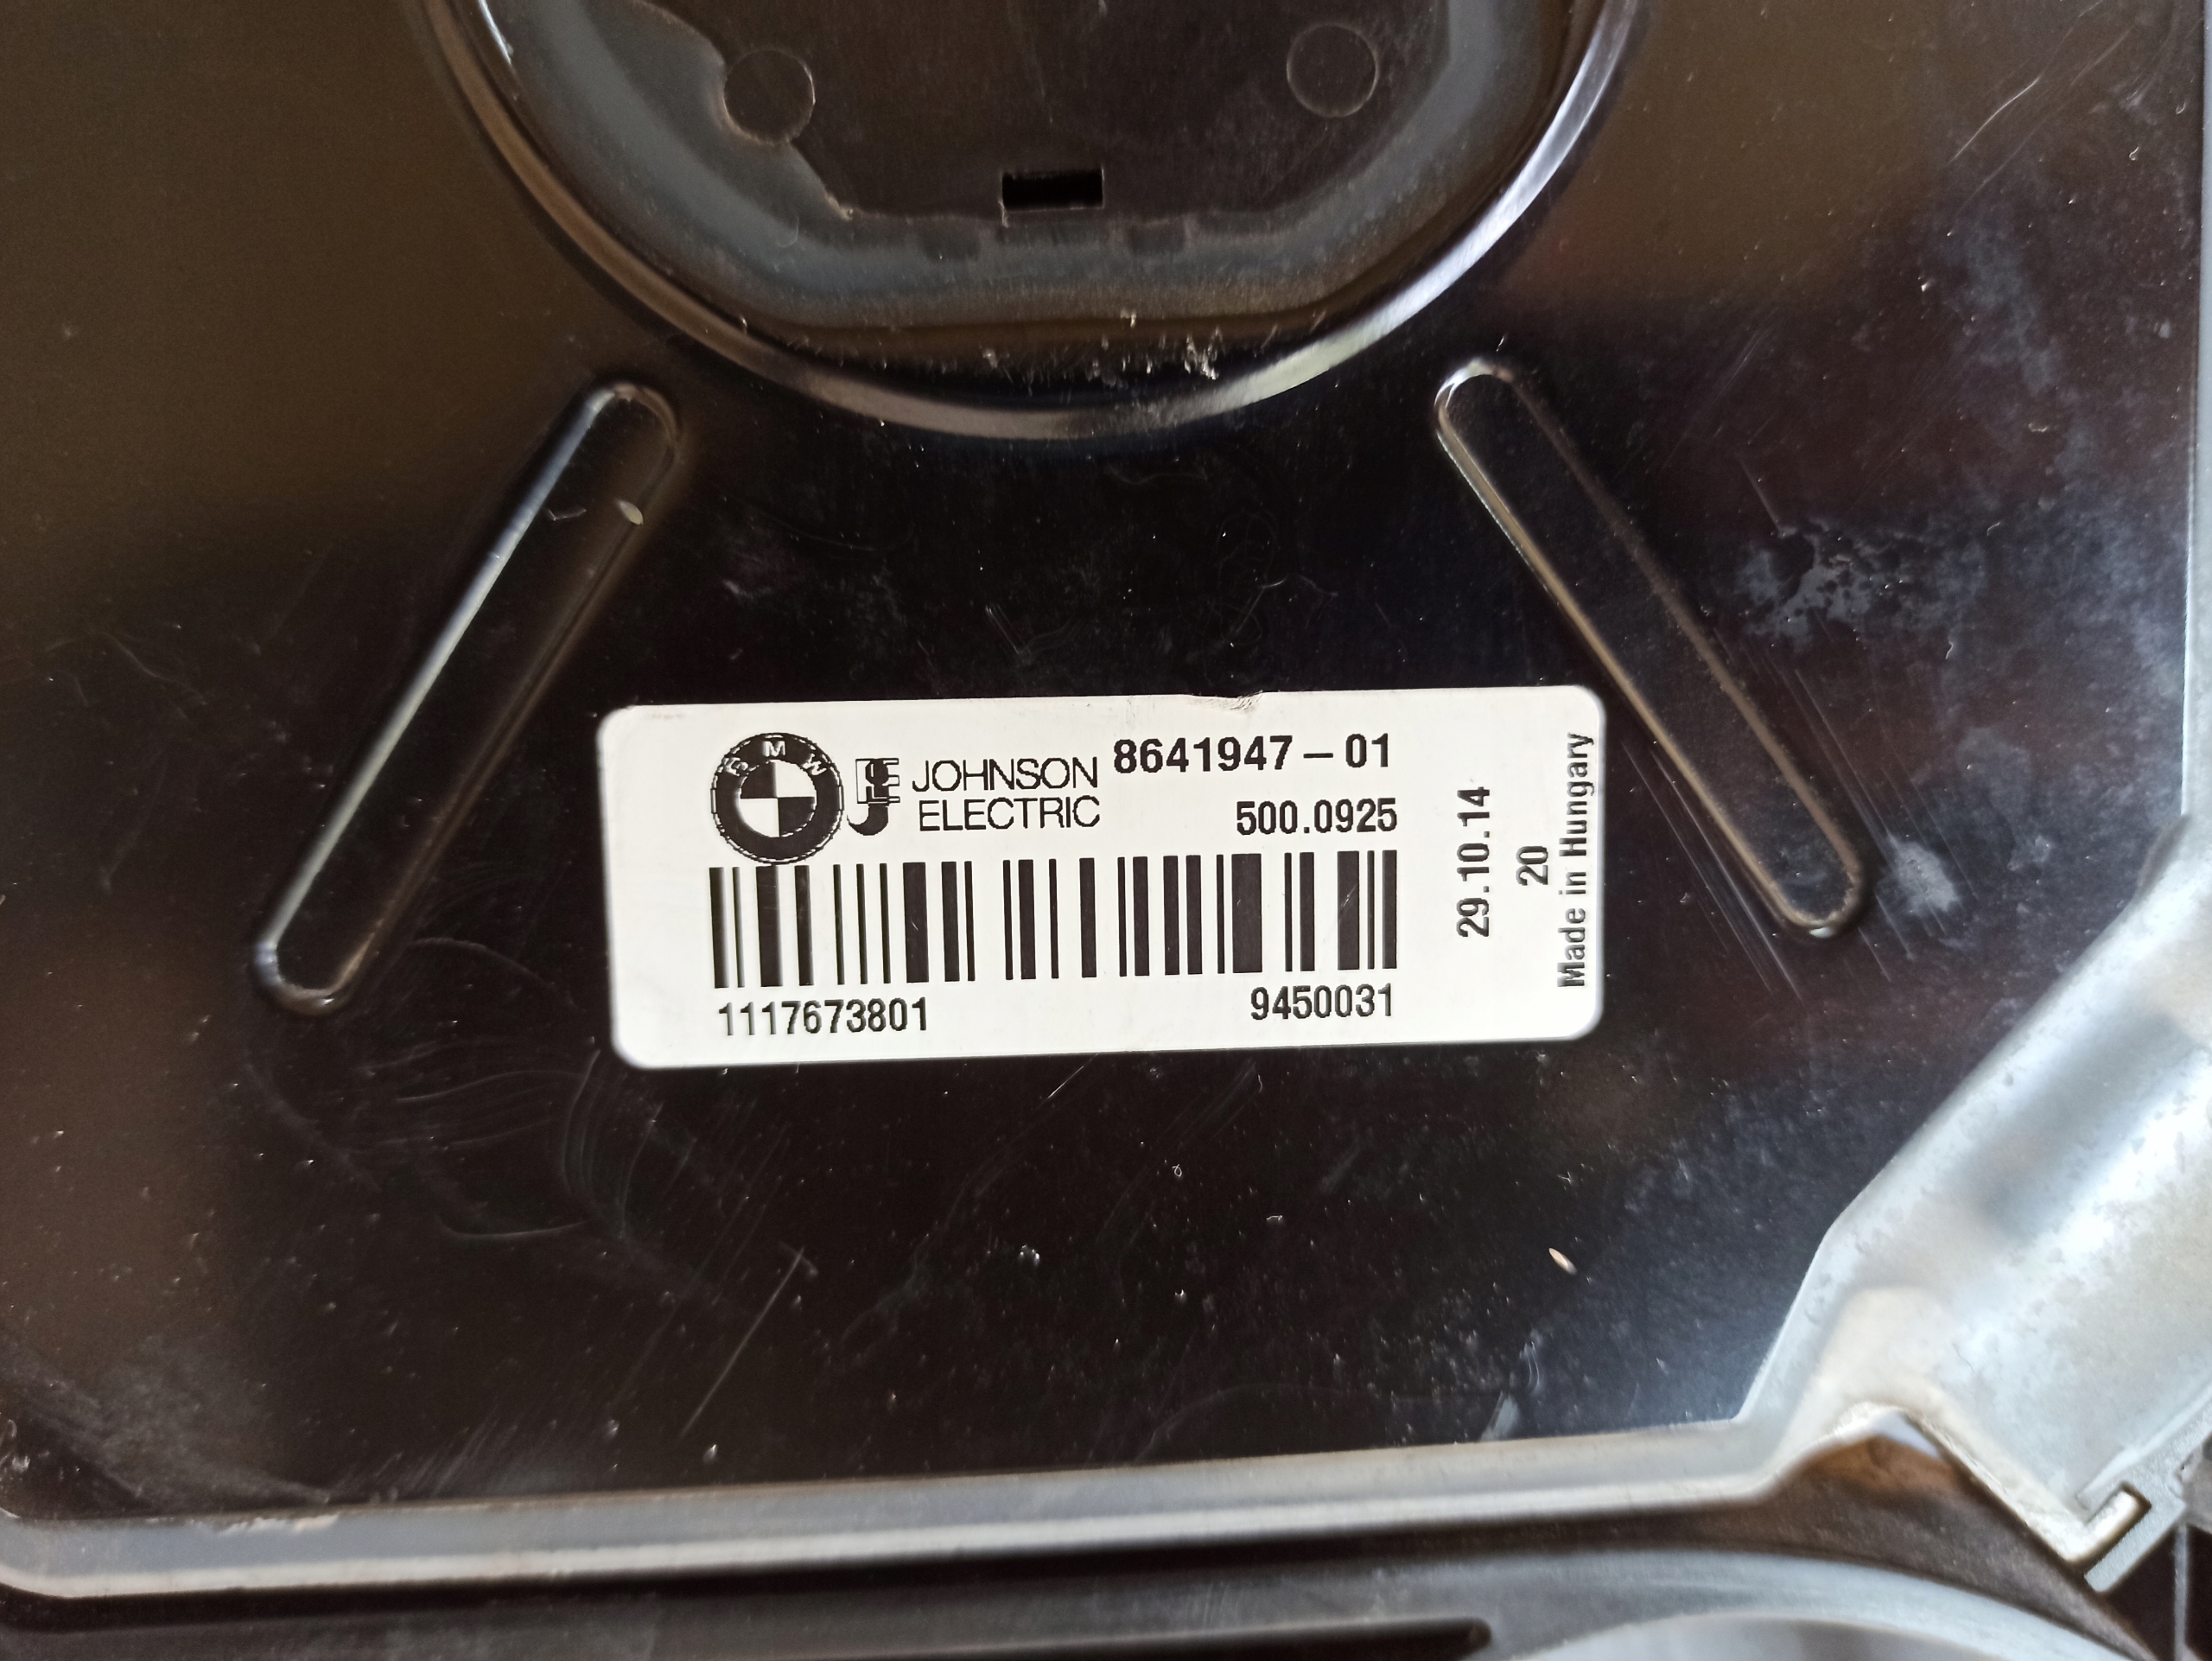 BMW
JOHNSON
ELECTRIC
8641947-01
500.0925
1117673801
9450031
29.10.14
20
Made in Hungary